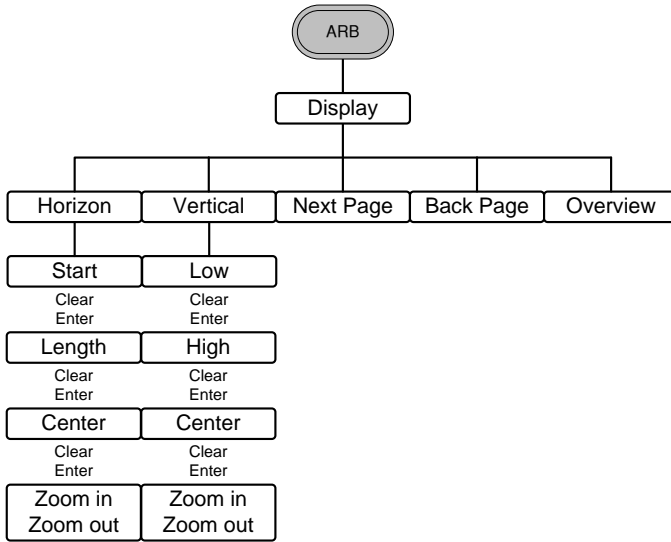 ARB
Display
Horizon Vertical Next Page Back Page Overview
Start Low
Clear Clear
Enter Enter
Length High
Clear Clear
Enter Enter
Center Center
Clear Clear
Enter Enter
Zoom in Zoom in
Zoom out Zoom out